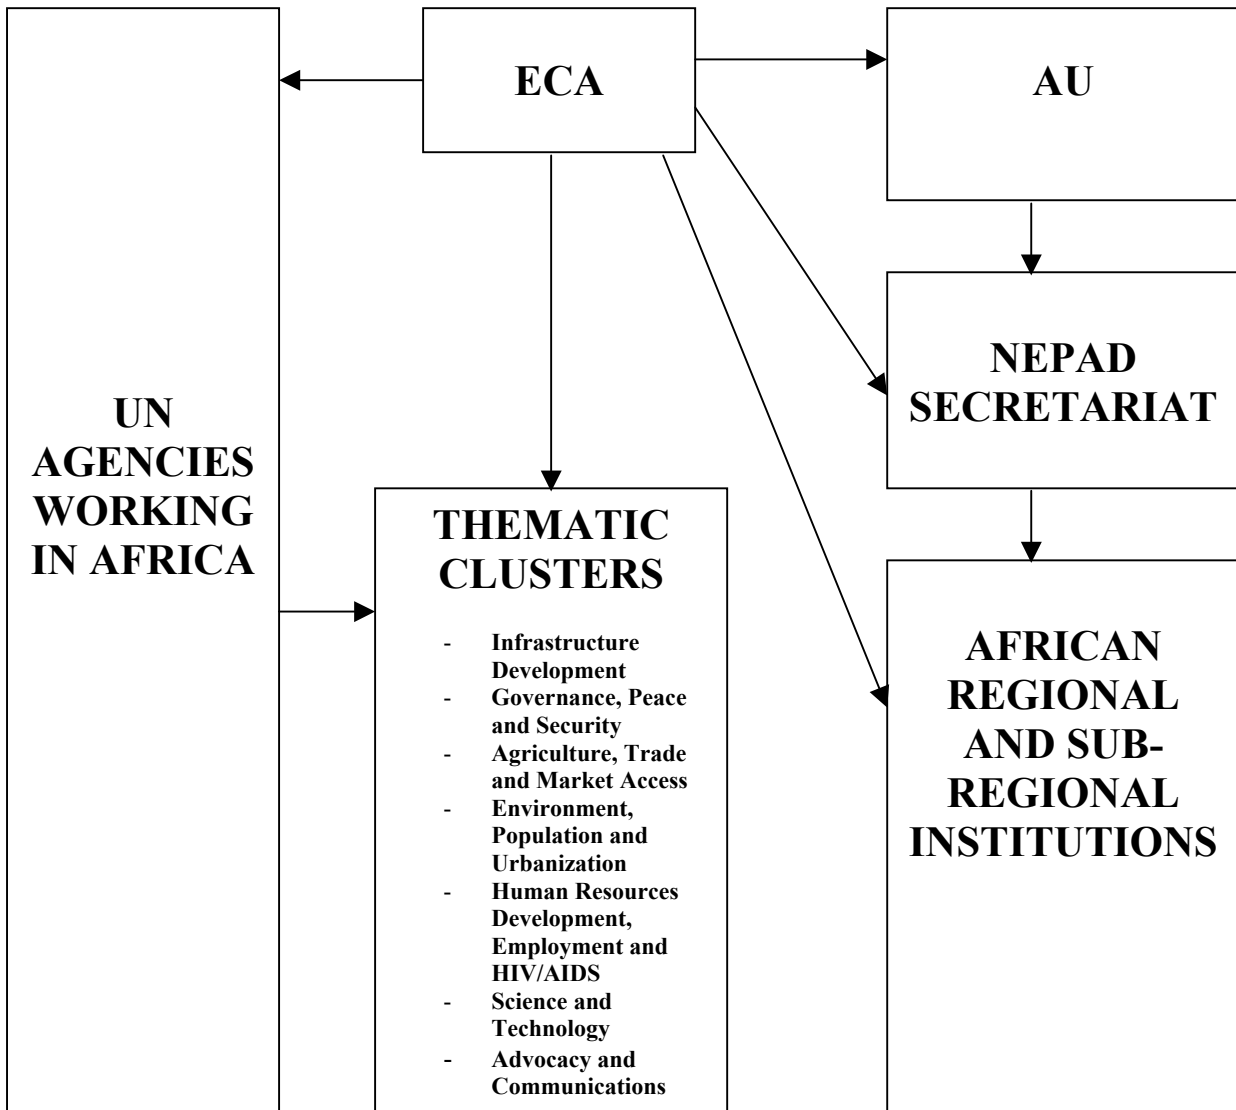 ECA
AU
NEPAD
SECRETARIAT
UN
AGENCIES
WORKING
IN AFRICA
THEMATIC
CLUSTERS
- Infrastructure
Development
- Governance, Peace
and Security
- Agriculture, Trade
and Market Access
- Environment,
Population and
Urbanization
- Human Resources
Development,
Employment and
HIV/AIDS
- Science and
Technology
- Advocacy and
Communications
AFRICAN
REGIONAL
AND SUB-
REGIONAL
INSTITUTIONS